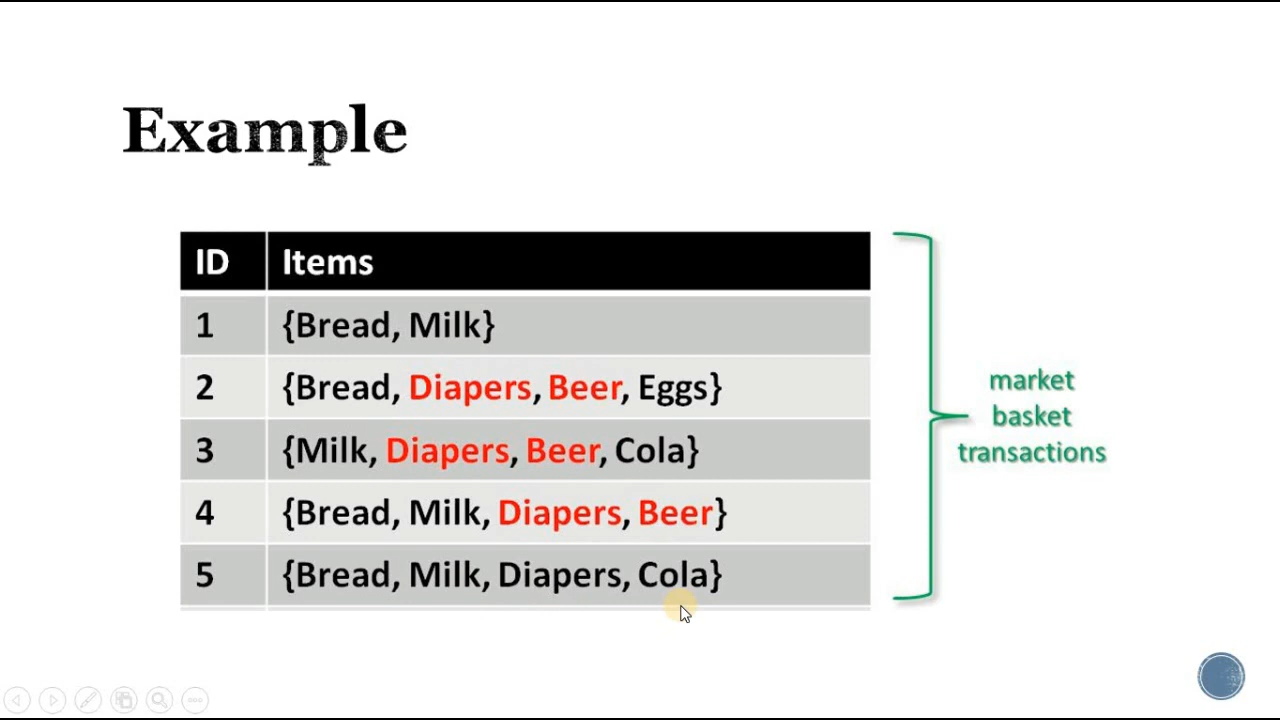 Example
ID Items
1 {Bread, Milk}
2 {Bread, Diapers, Beer, Eggs}
3 {Milk, Diapers, Beer, Cola}
4 {Bread, Milk, Diapers, Beer}
5 {Bread, Milk, Diapers, Cola}
market
basket
transactions